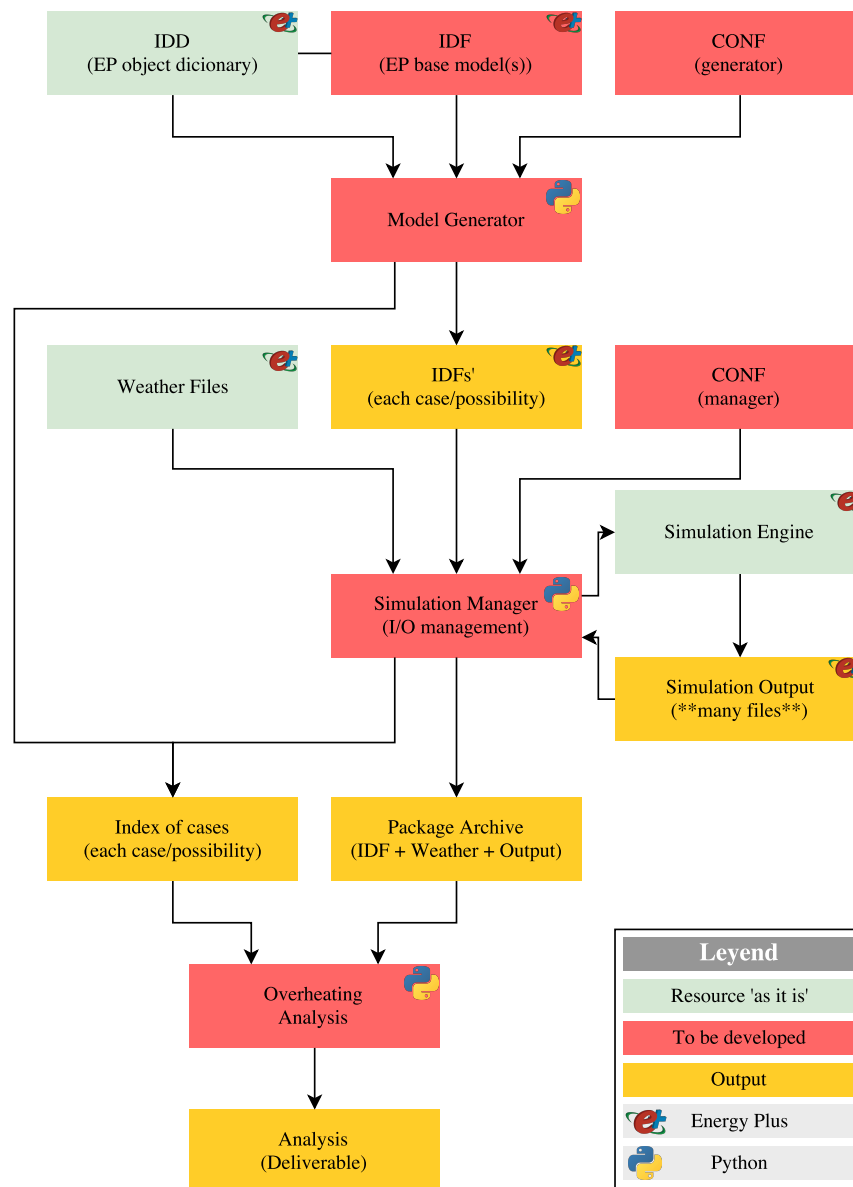 IDD
(EP object dicionary)
IDF
(EP base model(s))
CONF
(generator)
Model Generator
Weather Files
IDFs'
(each case/possibility)
CONF
(manager)
Simulation Engine
Simulation Manager
(I/O management)
Simulation Output
(**many files**)
Index of cases
(each case/possibility)
Package Archive
(IDF + Weather + Output)
Overheating
Analysis
Analysis
(Deliverable)
Leyend
Resource 'as it is'
To be developed
Output
Energy Plus
Python